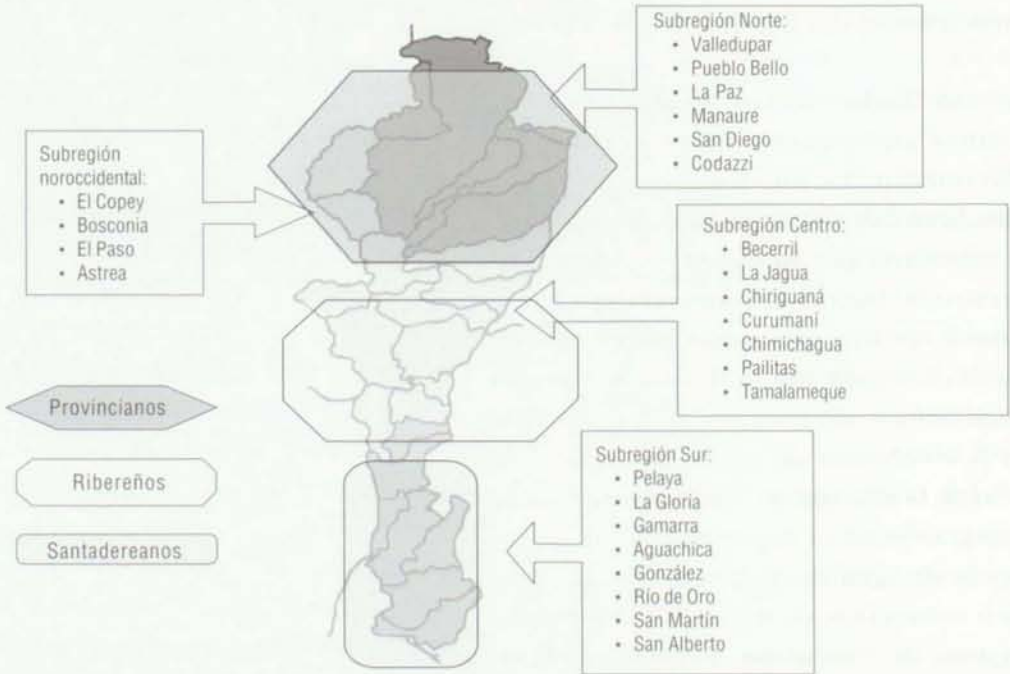 Subregión Norte:
• Valledupar
• Pueblo Bello
• La Paz
• Manaure
• San Diego
• Codazzi
Subregión
noroccidental:
• El Copey
• Bosconia
• El Paso
• Astrea
Subregión Centro:
• Becerril
• La Jagua
• Chiriguaná
• Curumaní
• Chimichagua
• Pailitas
• Tamalameque
Provincianos
Ribereños
Santadereanos
Subregión Sur:
• Pelaya
• La Gloria
• Gamarra
• Aguachica
• González
• Río de Oro
• San Martín
• San Alberto